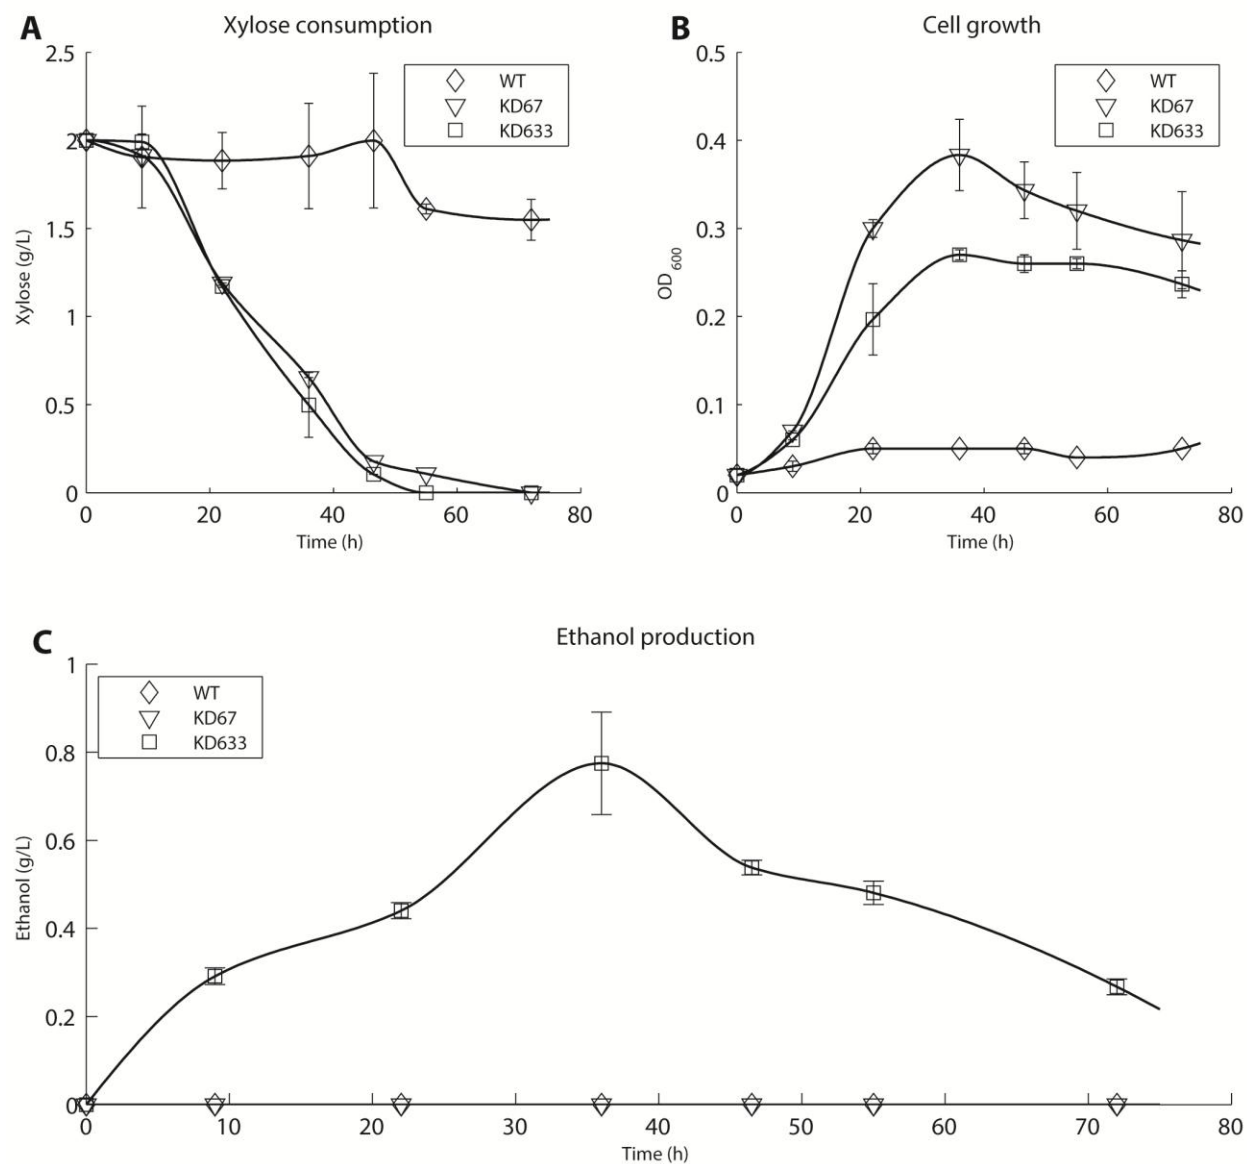 A Xylose consumption
2.5
2
1.5
1
0.5
0
0 20 40 60 80
Xylose (g/L)
Time (h)
WT
KD67
KD633
B Cell growth
0.5
0.4
0.3
0.2
0.1
0
0 20 40 60 80
OD600
Time (h)
WT
KD67
KD633
C Ethanol production
1
0.8
0.6
0.4
0.2
0
0 10 20 30 40 50 60 70 80
Ethanol (g/L)
Time (h)
WT
KD67
KD633